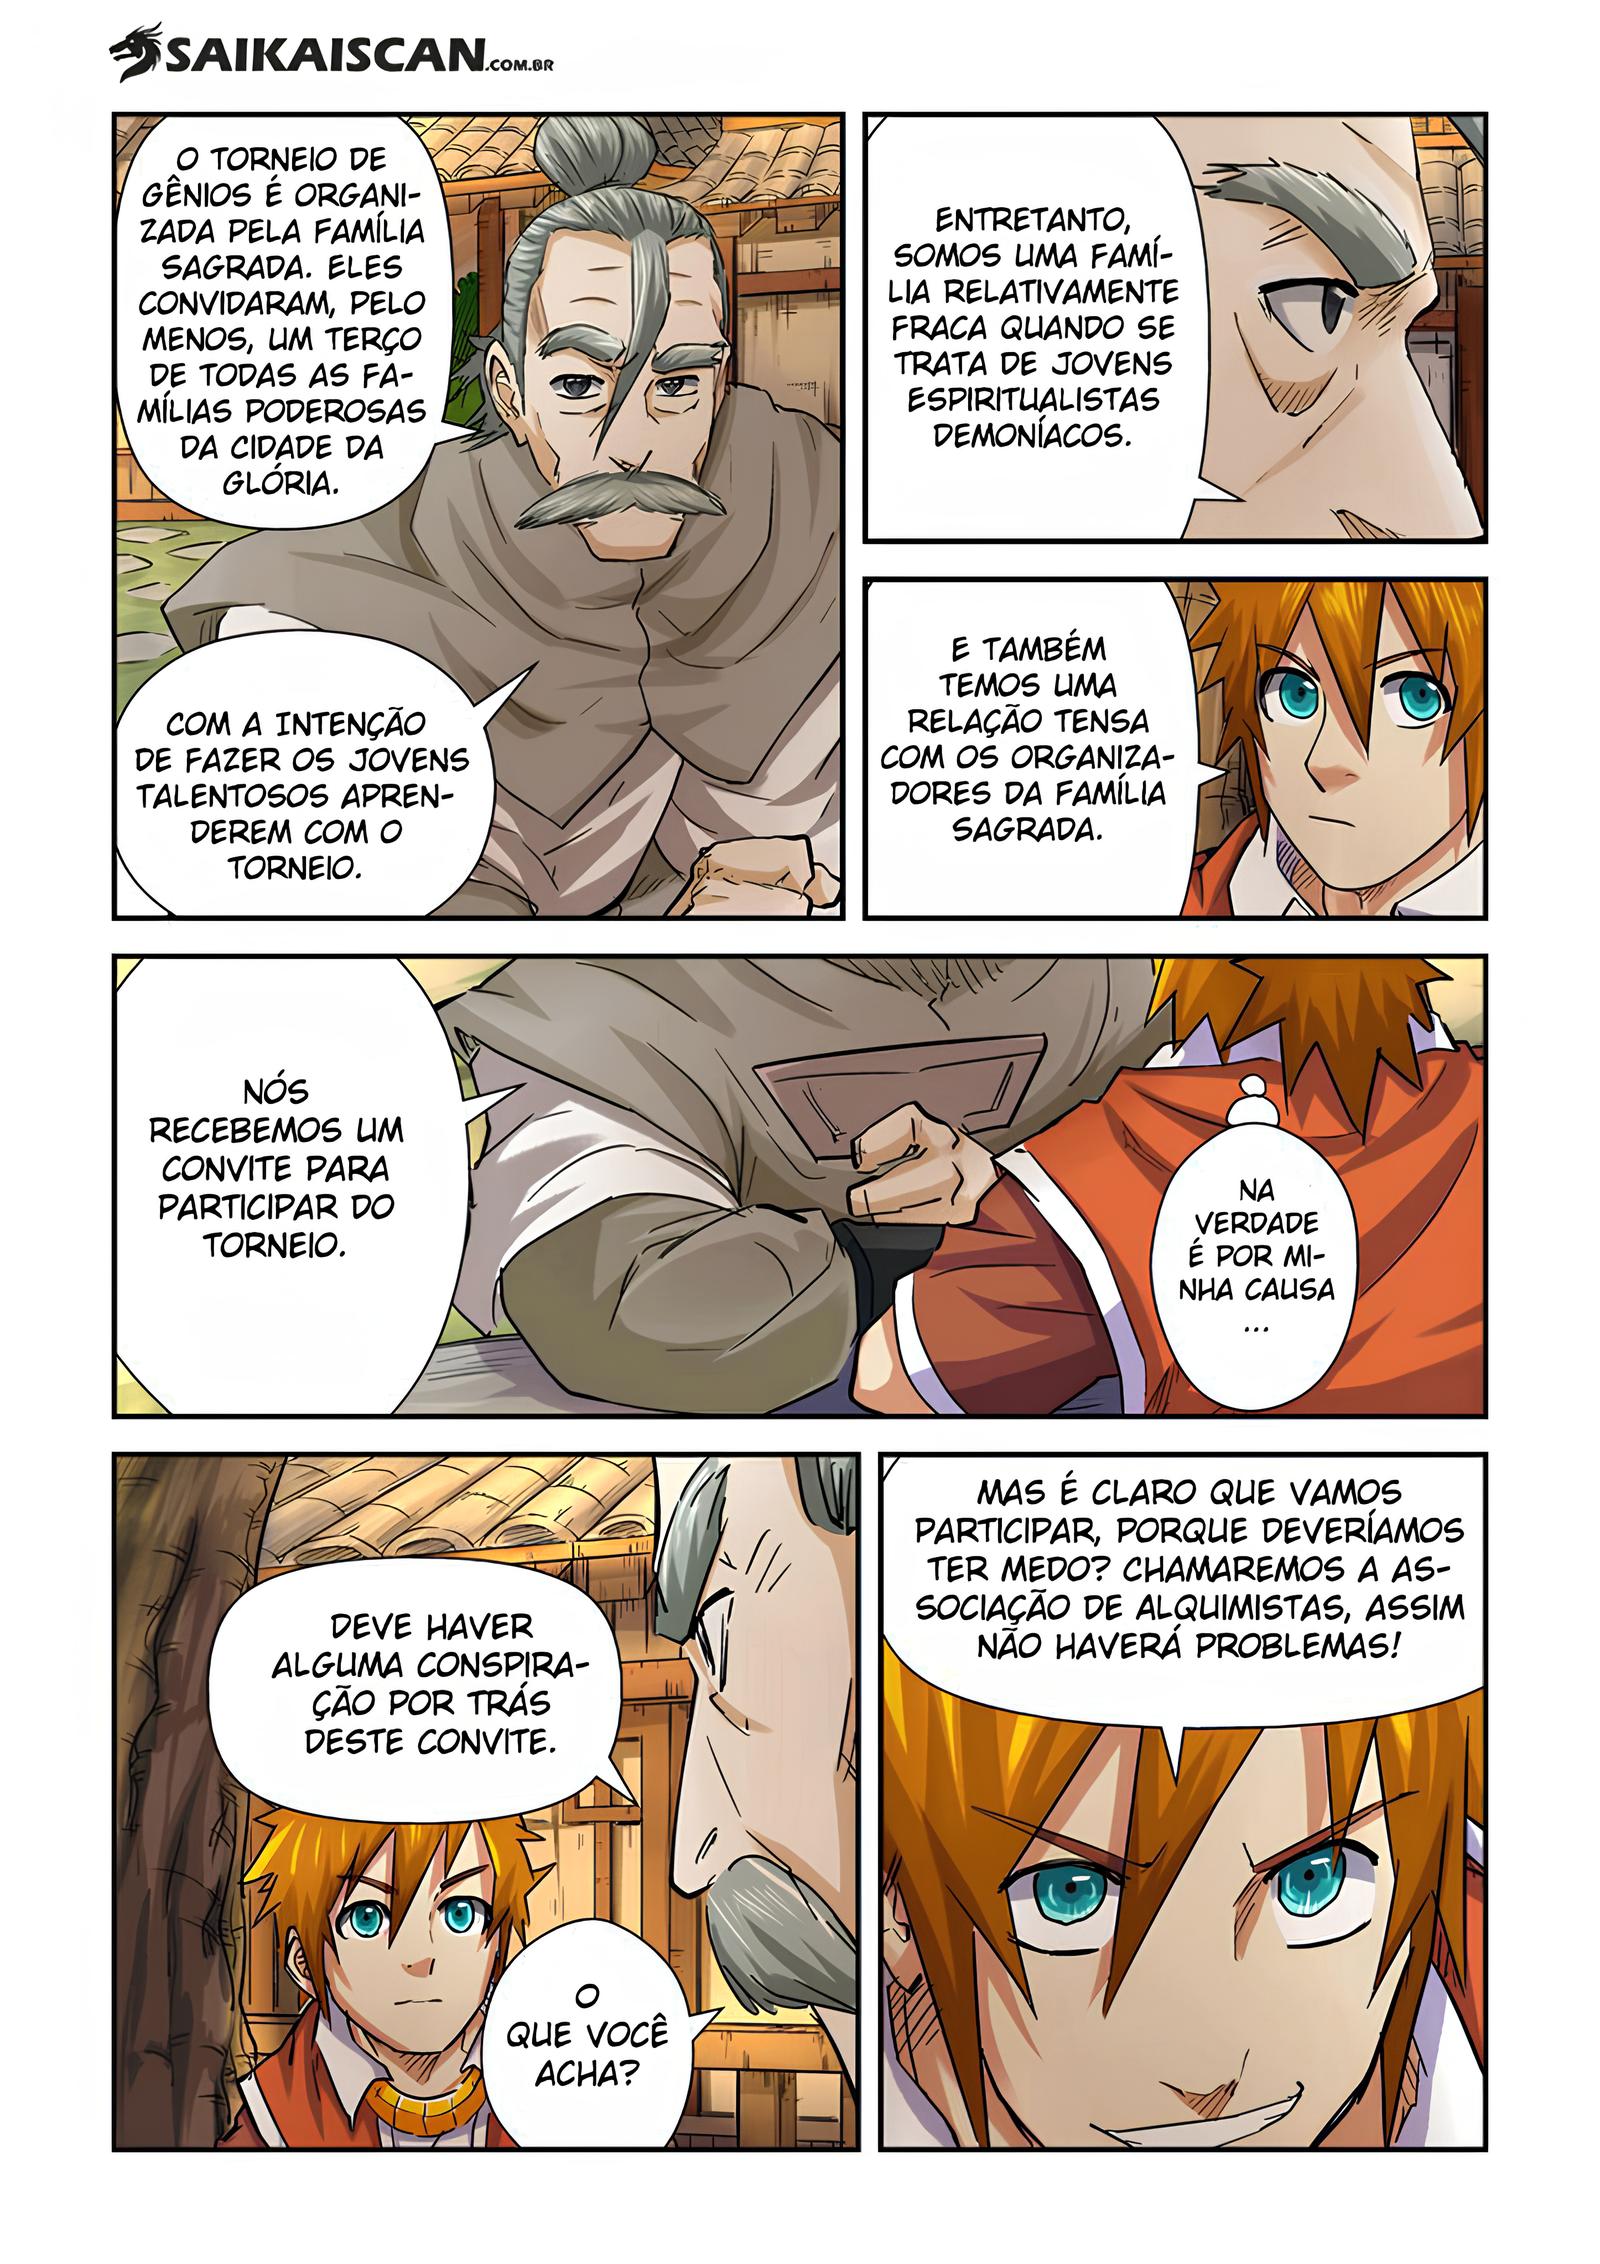 SAIKAISCAN.COM.BR
O TORNEIO DE
GÊNIOS É ORGANI-
ZADA PELA FAMÍLIA
SAGRADA. ELES
CONVIDARAM, PELO
MENOS, UM TERÇO
DE TODAS AS FA-
MÍLIAS PODEROSAS
DA CIDADE DA
GLÓRIA.
COM A INTENÇÃO
DE FAZER OS JOVENS
TALENTOSOS APREN-
DEREM COM O
TORNEIO.
ENTRETANTO,
SOMOS UMA FAMÍ-
LIA RELATIVAMENTE
FRACA QUANDO SE
TRATA DE JOVENS
ESPIRITUALISTAS
DEMONÍACOS.
E TAMBÉM
TEMOS UMA
RELAÇÃO TENSA
COM OS ORGANIZA-
DORES DA FAMÍLIA
SAGRADA.
NÓS
RECEBEMOS UM
CONVITE PARA
PARTICIPAR DO
TORNEIO.
NA
VERDADE
É POR MI-
NHA CAUSA
...
DEVE HAVER
ALGUMA CONSPIRA-
ÇÃO POR TRÁS
DESTE CONVITE.
O
QUE VOCÊ
ACHA?
MAS É CLARO QUE VAMOS
PARTICIPAR, PORQUE DEVERÍAMOS
TER MEDO? CHAMAREMOS A AS-
SOCIAÇÃO DE ALQUIMISTAS, ASSIM
NÃO HAVERÁ PROBLEMAS!